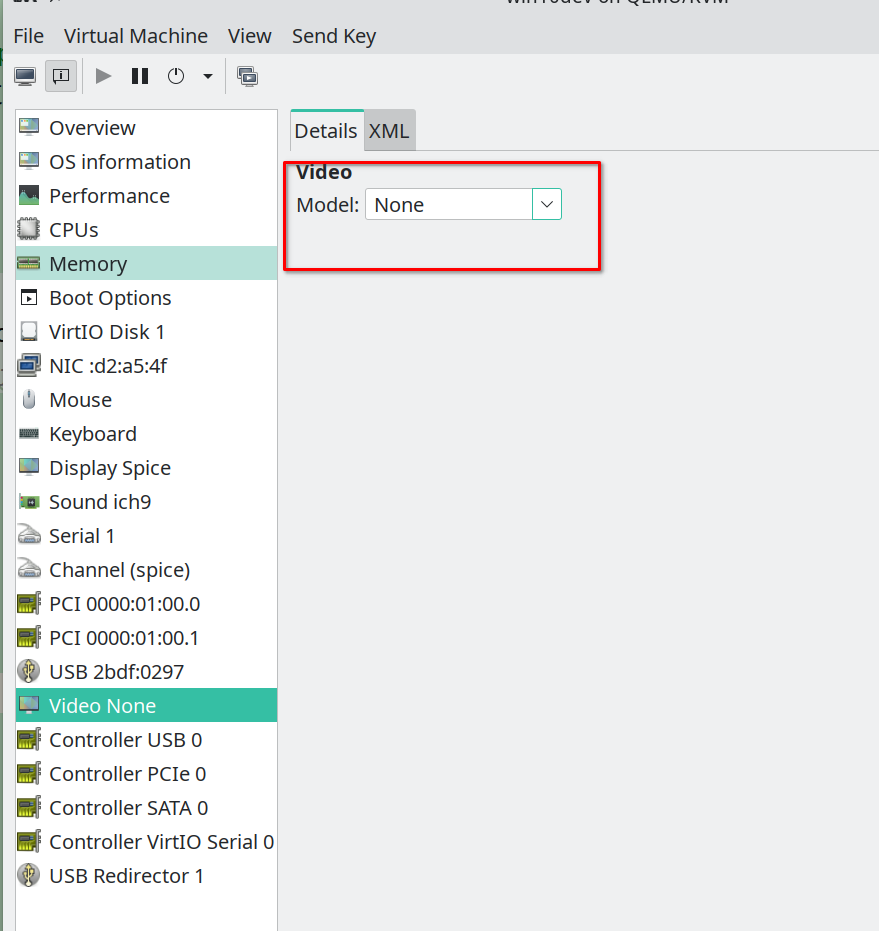 win10dev on QEMU/KVM
File Virtual Machine View Send Key
Details XML
Overview
OS information
Performance
CPUs
Memory
Boot Options
VirtIO Disk 1
NIC :d2:a5:4f
Mouse
Keyboard
Display Spice
Sound ich9
Serial 1
Channel (spice)
PCI 0000:01:00.0
PCI 0000:01:00.1
USB 2bdf:0297
Video None
Controller USB 0
Controller PCIe 0
Controller SATA 0
Controller VirtIO Serial 0
USB Redirector 1
Video
Model: None